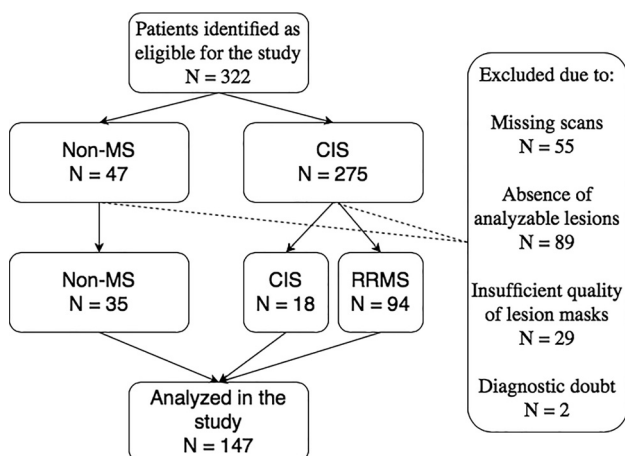 Patients identified as
eligible for the study
N = 322
Non-MS
N = 47
CIS
N = 275
Non-MS
N = 35
CIS
N = 18
RRMS
N = 94
Analyzed in the
study
N = 147
Excluded due to:
Missing scans
N = 55
Absence of
analyzable lesions
N = 89
Insufficient quality
of lesion masks
N = 29
Diagnostic doubt
N = 2